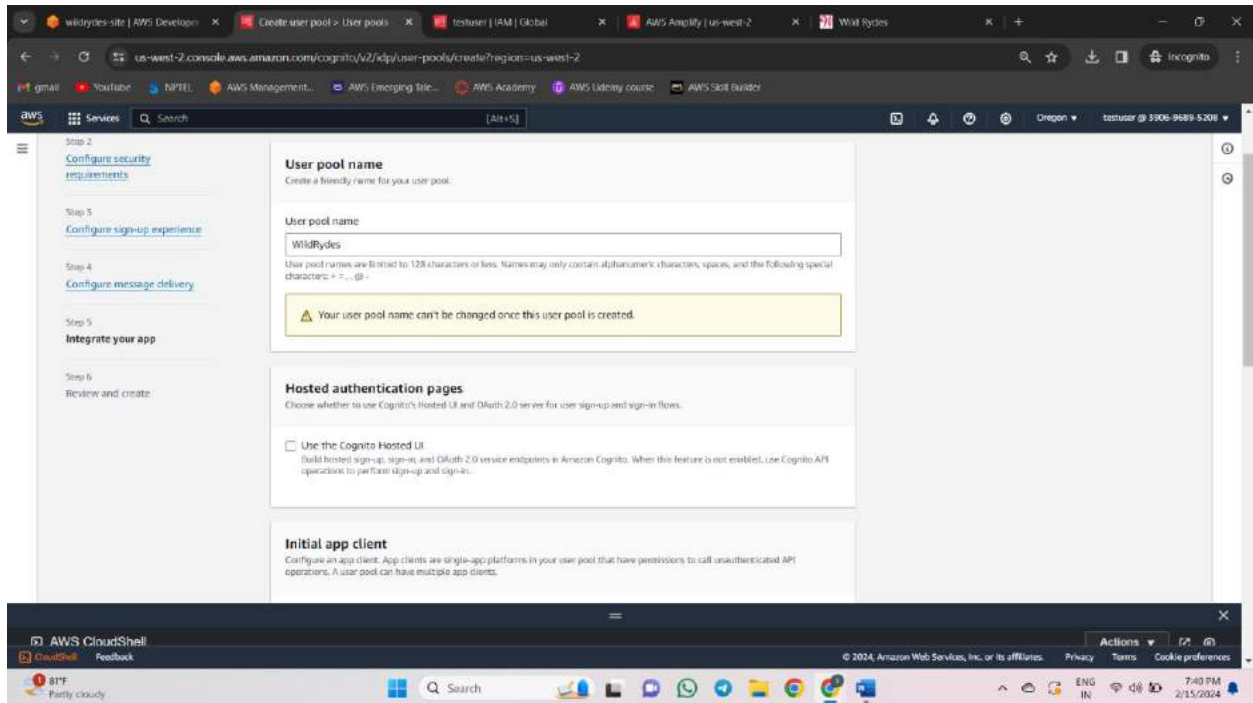 wildrydes-site | AWS Developer
Create user pool > User pools
testuser | IAM | Global
AWS Amplify | us-west-2
Wild Rydes
us-west-2.console.aws.amazon.com/cognito/v2/idp/user-pools/create?region=us-west-2
Incognito
gmail YouTube NPTEL AWS Management... AWS Emerging Tale... AWS Academy AWS Udemy course AWS Skill Builder
aws Services Search [Alt+S] Oregon testuser @ 3906-9689-5208
Step 2
Configure security
requirements
Step 3
Configure sign-up experience
Step 4
Configure message delivery
Step 5
Integrate your app
Step 6
Review and create
User pool name
Create a friendly name for your user pool.
User pool name
WildRydes
User pool names are limited to 128 characters or less. Names may only contain alphanumeric characters, spaces, and the following special
characters: + = , . @ -
Your user pool name can't be changed once this user pool is created.
Hosted authentication pages
Choose whether to use Cognito's Hosted UI and OAuth 2.0 server for user sign-up and sign-in flows.
Use the Cognito Hosted UI
Build hosted sign-up, sign-in, and OAuth 2.0 service endpoints in Amazon Cognito. When this feature is not enabled, use Cognito API
operations to perform sign-up and sign-in.
Initial app client
Configure an app client. App clients are single-app platforms in your user pool that have permissions to call unauthenticated API
operations. A user pool can have multiple app clients.
AWS CloudShell
Actions
CloudShell Feedback © 2024, Amazon Web Services, Inc. or its affiliates. Privacy Terms Cookie preferences
1
81°F
Partly cloudy
Search
ENG
IN
7:40 PM
2/15/2024